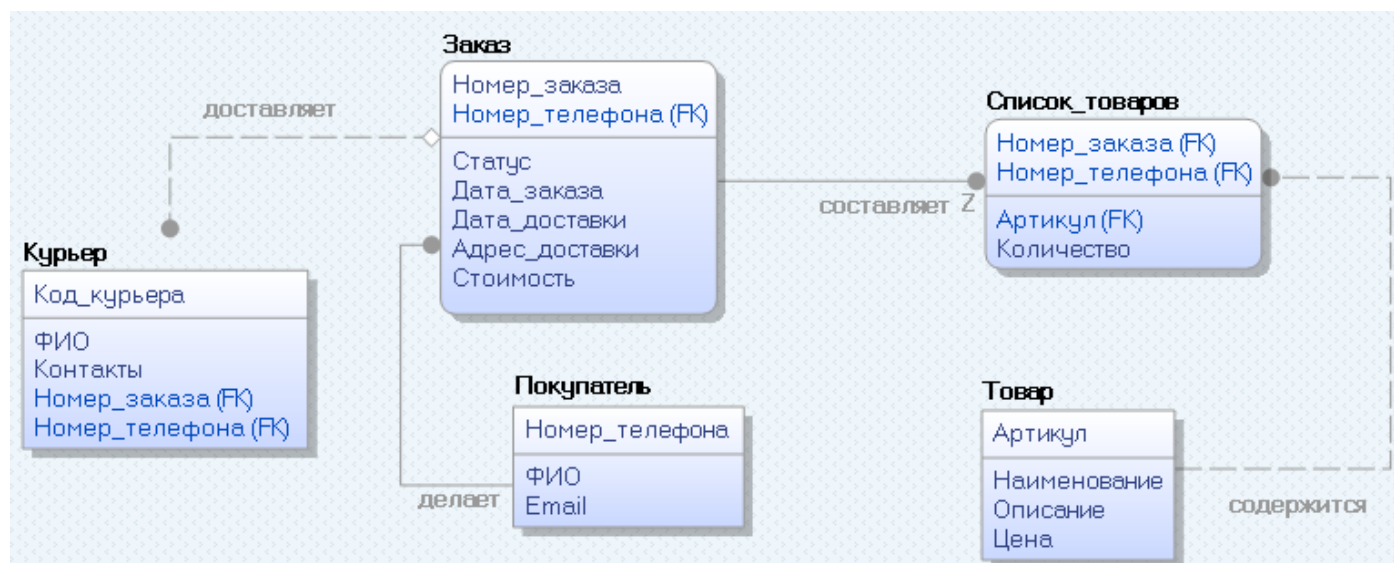 Заказ
Номер_заказа
Номер_телефона (FK)
Статус
Дата_заказа
Дата_доставки
Адрес_доставки
Стоимость
доставляет
Список_товаров
Номер_заказа (FK)
Номер_телефона (FK)
Артикул (FK)
Количество
составляет Z
Курьер
Код_курьера
ФИО
Контакты
Номер_заказа (FK)
Номер_телефона (FK)
Покупатель
Номер_телефона
ФИО
Email
делает
Товар
Артикул
Наименование
Описание
Цена
содержится